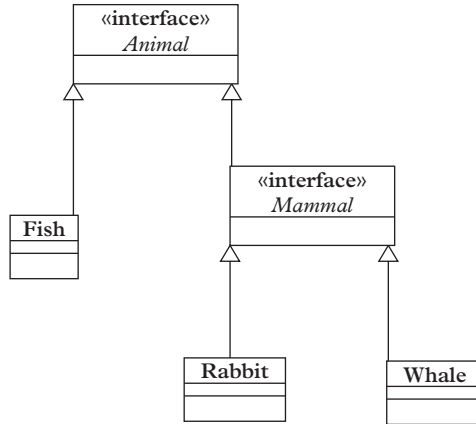 «interface»
Animal
«interface»
Mammal
Fish
Rabbit
Whale